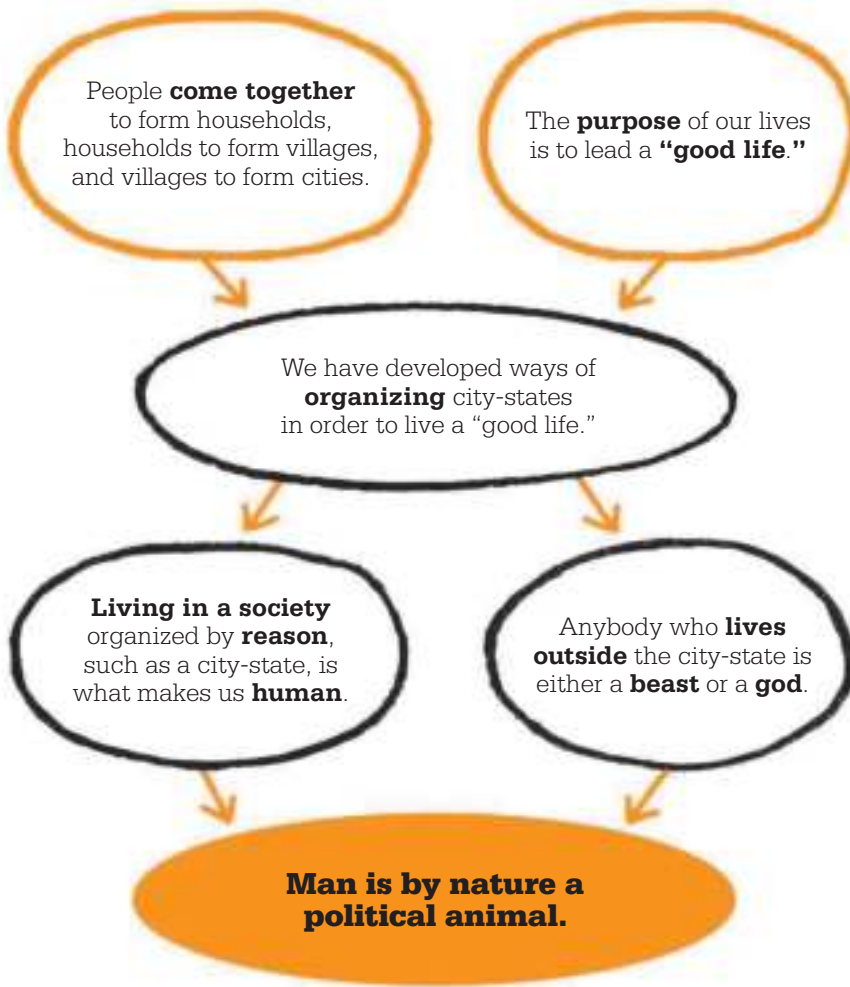 People come together
to form households,
households to form villages,
and villages to form cities.
The purpose of our lives
is to lead a “good life.”
We have developed ways of
organizing city-states
in order to live a “good life.”
Living in a society
organized by reason,
such as a city-state, is
what makes us human.
Anybody who lives
outside the city-state is
either a beast or a god.
Man is by nature a
political animal.